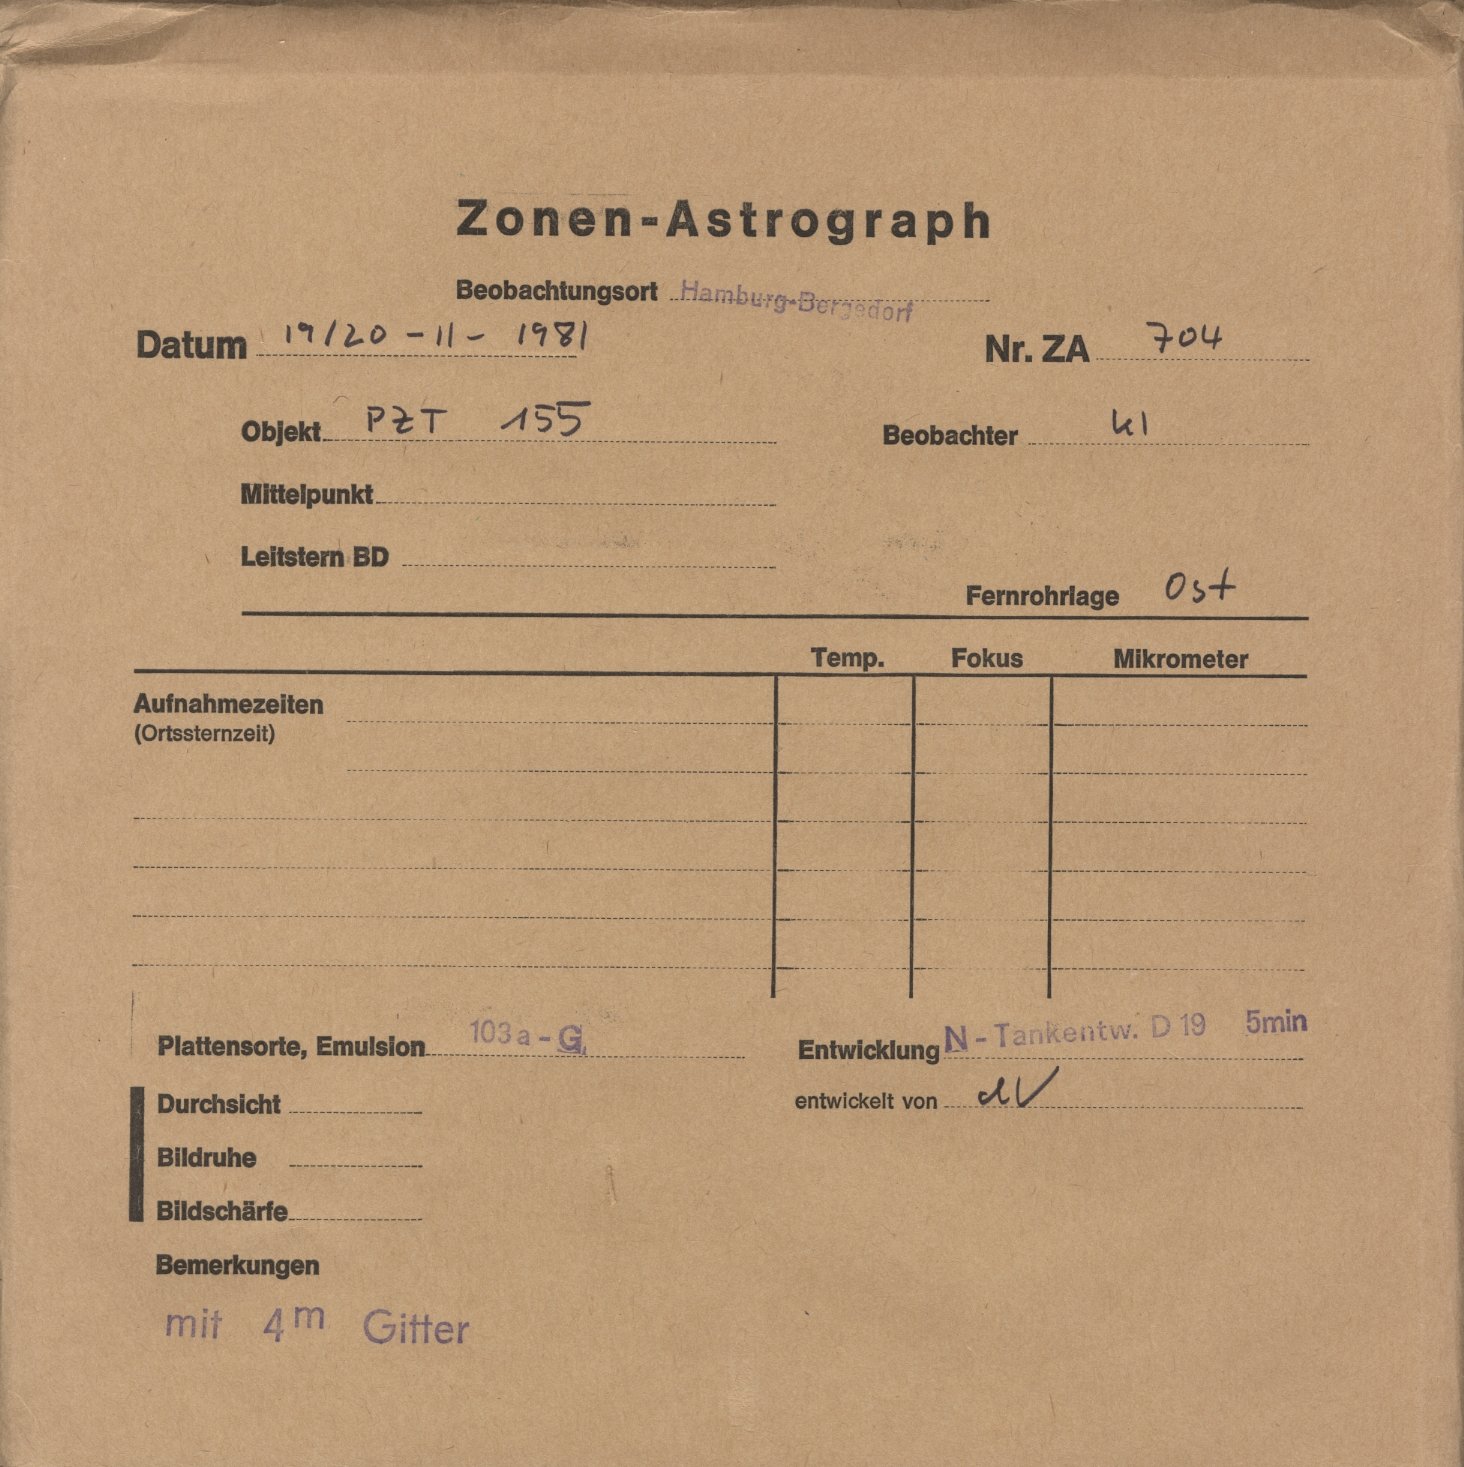 Zonen-Astrograph
Beobachtungsort Hamburg-Bergedorf
Datum 19/20 - 11 - 1981 Nr. ZA 704
Objekt PZT 155 Beobachter kl
Mittelpunkt
Leitstern BD
Fernrohrlage Ost
Temp. Fokus Mikrometer
Aufnahmezeiten
(Ortssternzeit)
Plattensorte, Emulsion 103a-G Entwicklung N-Tankentw. D 19 5min
Durchsicht entwickelt von
Bildruhe
Bildschärfe
Bemerkungen
mit 4m Gitter